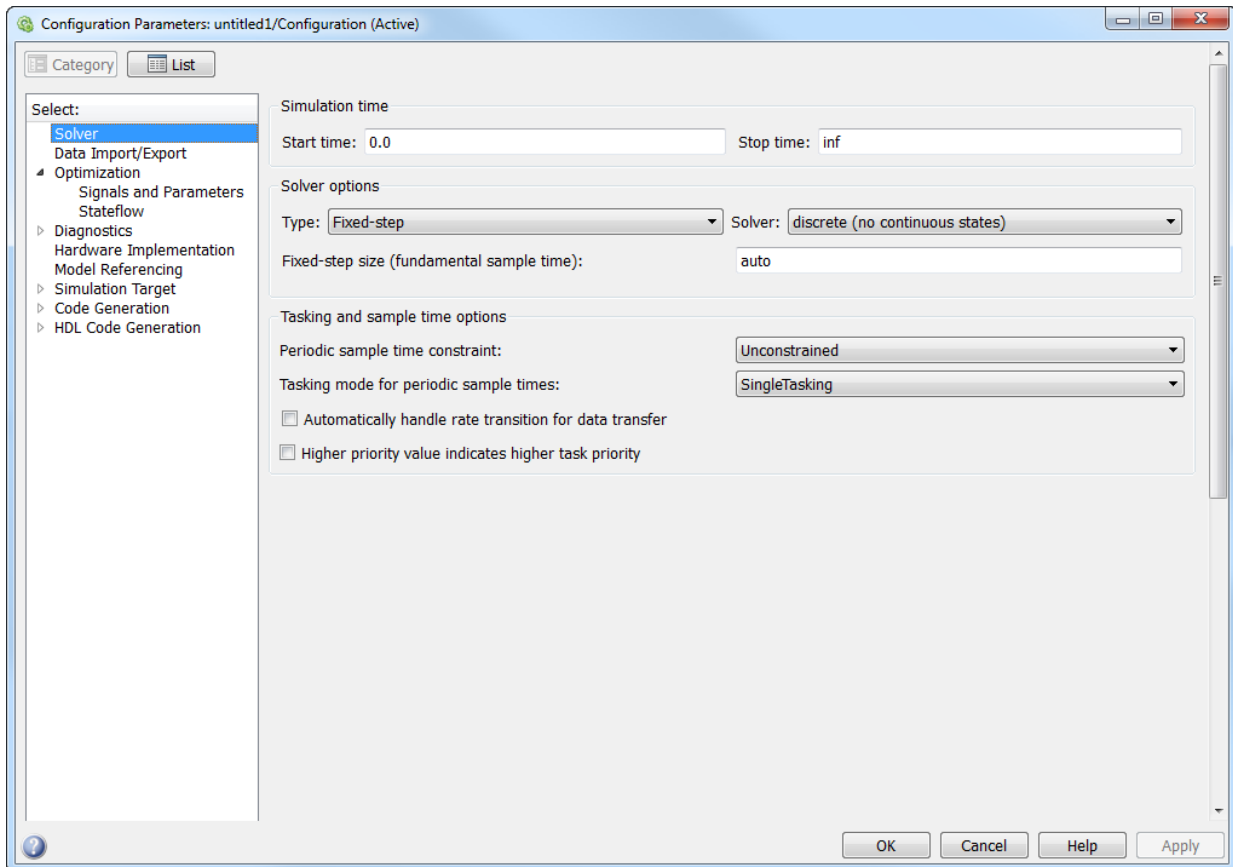 Configuration Parameters: untitled1/Configuration (Active)
Category List
Select:
Solver
Data Import/Export
Optimization
Signals and Parameters
Stateflow
Diagnostics
Hardware Implementation
Model Referencing
Simulation Target
Code Generation
HDL Code Generation
Simulation time
Start time: 0.0 Stop time: inf
Solver options
Type: Fixed-step Solver: discrete (no continuous states)
Fixed-step size (fundamental sample time): auto
Tasking and sample time options
Periodic sample time constraint: Unconstrained
Tasking mode for periodic sample times: SingleTasking
Automatically handle rate transition for data transfer
Higher priority value indicates higher task priority
OK Cancel Help Apply